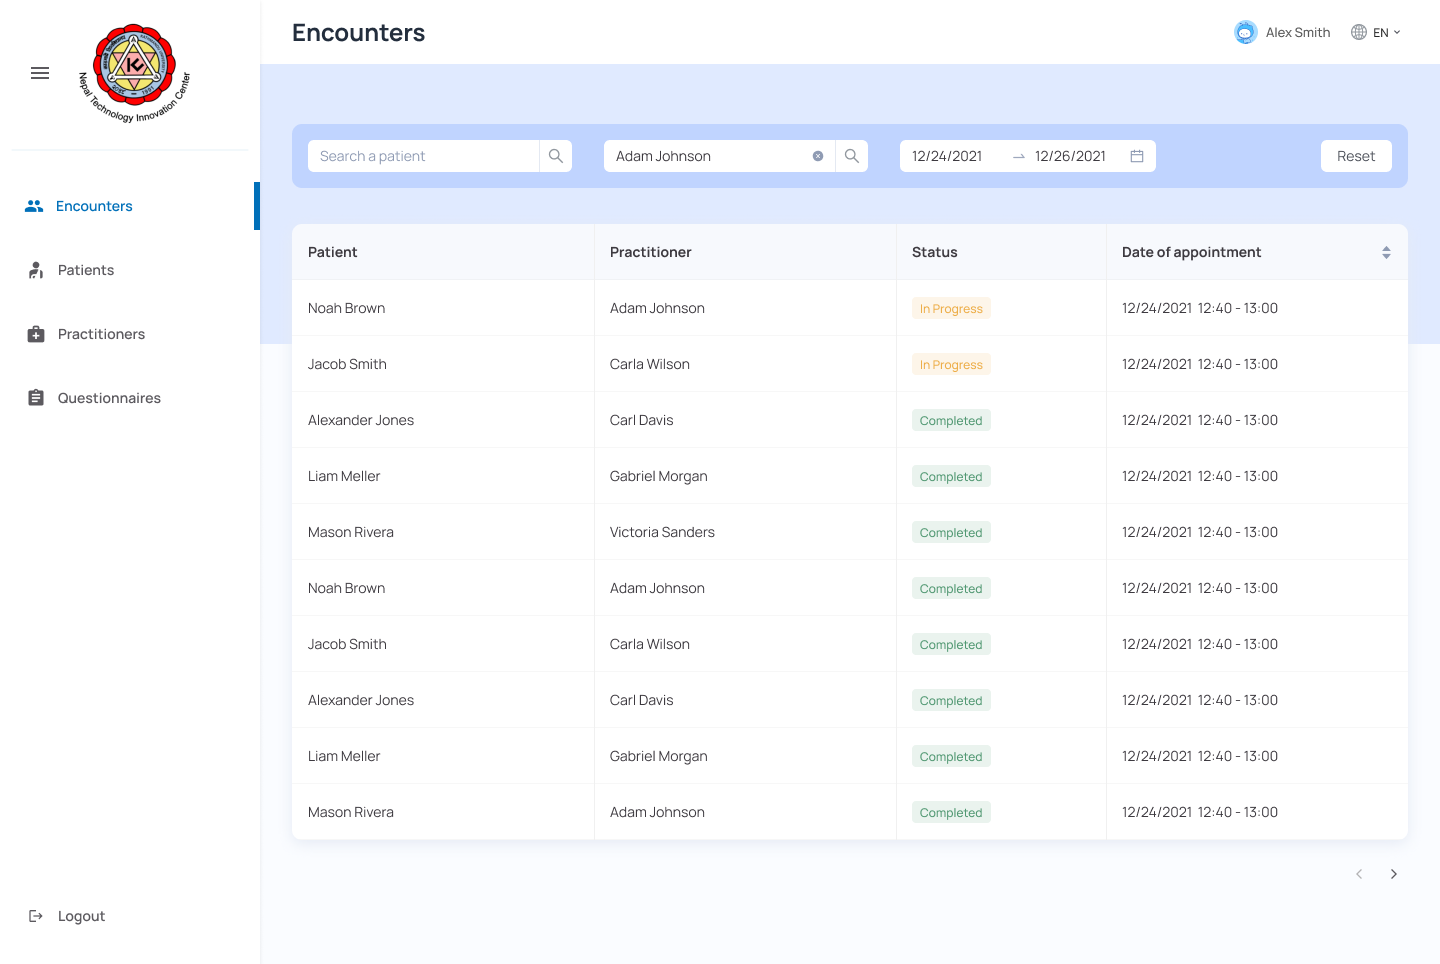 Nepal Technology Innovation Center
1991
Encounters
Alex Smith
EN
Search a patient
Adam Johnson
12/24/2021
12/26/2021
Reset
Encounters
Patients
Practitioners
Questionnaires
Logout
Patient Practitioner Status Date of appointment
Noah Brown Adam Johnson In Progress 12/24/2021 12:40 - 13:00
Jacob Smith Carla Wilson In Progress 12/24/2021 12:40 - 13:00
Alexander Jones Carl Davis Completed 12/24/2021 12:40 - 13:00
Liam Meller Gabriel Morgan Completed 12/24/2021 12:40 - 13:00
Mason Rivera Victoria Sanders Completed 12/24/2021 12:40 - 13:00
Noah Brown Adam Johnson Completed 12/24/2021 12:40 - 13:00
Jacob Smith Carla Wilson Completed 12/24/2021 12:40 - 13:00
Alexander Jones Carl Davis Completed 12/24/2021 12:40 - 13:00
Liam Meller Gabriel Morgan Completed 12/24/2021 12:40 - 13:00
Mason Rivera Adam Johnson Completed 12/24/2021 12:40 - 13:00